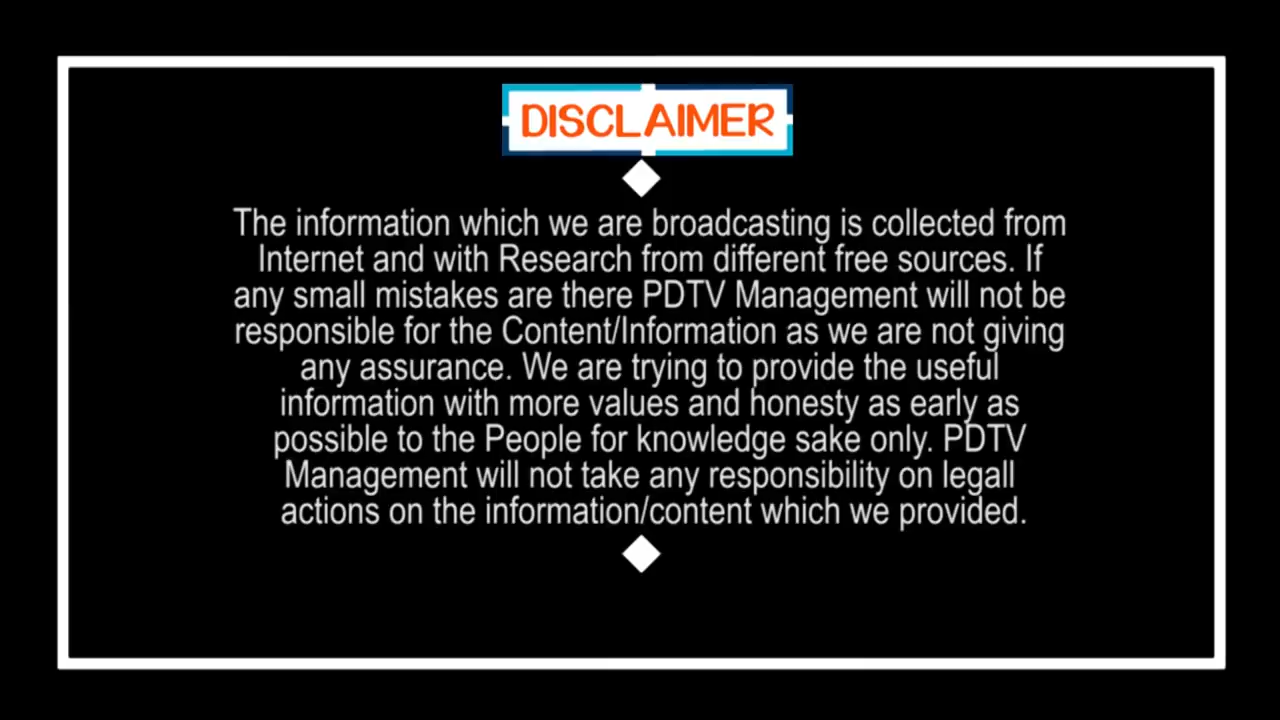 DISCLAIMER
The information which we are broadcasting is collected from
Internet and with Research from different free sources. If
any small mistakes are there PDTV Management will not be
responsible for the Content/Information as we are not giving
any assurance. We are trying to provide the useful
information with more values and honesty as early as
possible to the People for knowledge sake only. PDTV
Management will not take any responsibility on legall
actions on the information/content which we provided.